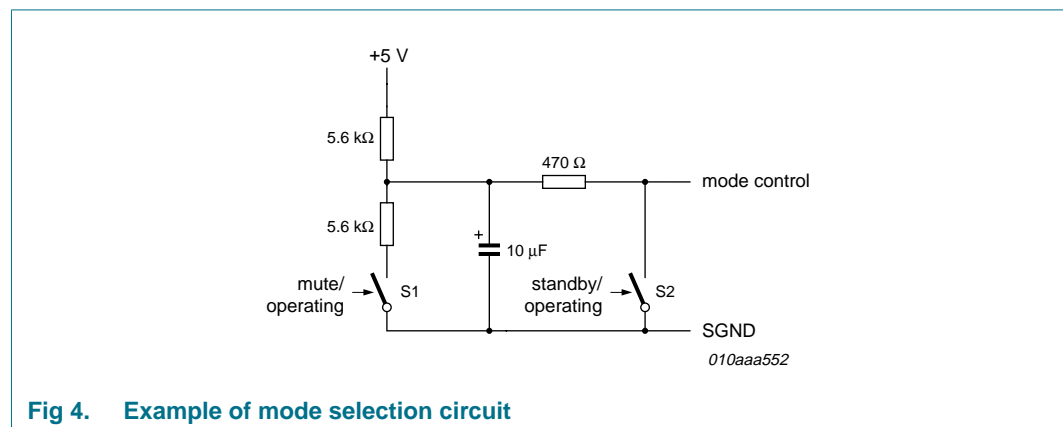 +5 V
5.6 kΩ
470 Ω
mode control
5.6 kΩ
+
10 μF
mute/
operating
S1
standby/
operating
S2
SGND
010aaa552
Fig 4. Example of mode selection circuit